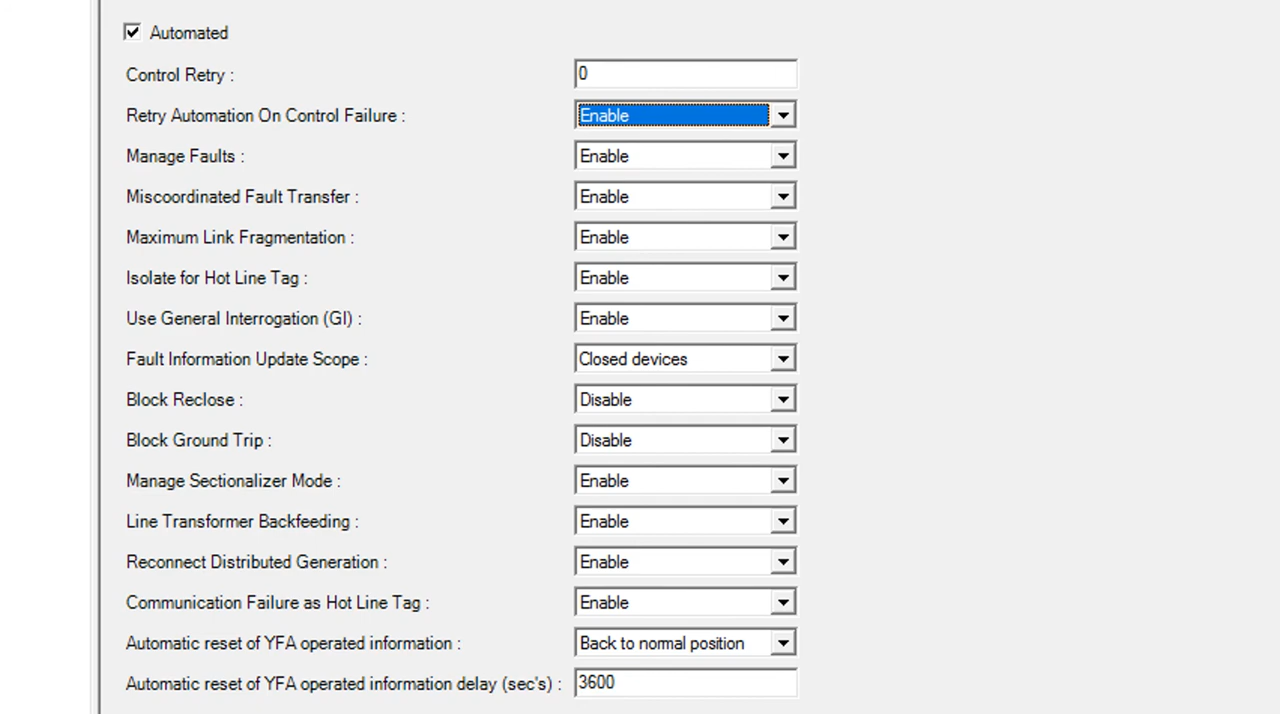 Automated
Control Retry : 0
Retry Automation On Control Failure : Enable
Manage Faults : Enable
Miscoordinated Fault Transfer : Enable
Maximum Link Fragmentation : Enable
Isolate for Hot Line Tag : Enable
Use General Interrogation (GI) : Enable
Fault Information Update Scope : Closed devices
Block Reclose : Disable
Block Ground Trip : Disable
Manage Sectionalizer Mode : Enable
Line Transformer Backfeeding : Enable
Reconnect Distributed Generation : Enable
Communication Failure as Hot Line Tag : Enable
Automatic reset of YFA operated information : Back to normal position
Automatic reset of YFA operated information delay (sec's) : 3600